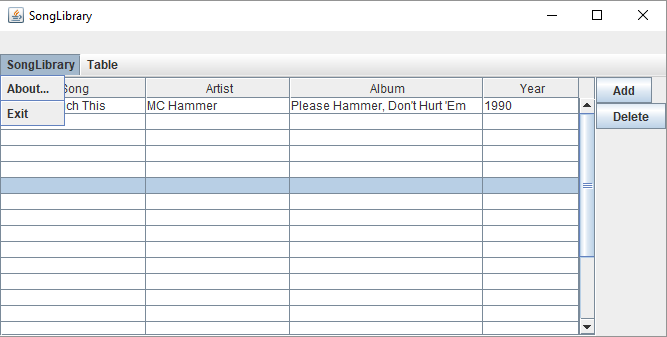 SongLibrary
SongLibrary Table
About...
Exit
Song Artist Album Year
ch This MC Hammer Please Hammer, Don't Hurt 'Em 1990
Add
Delete